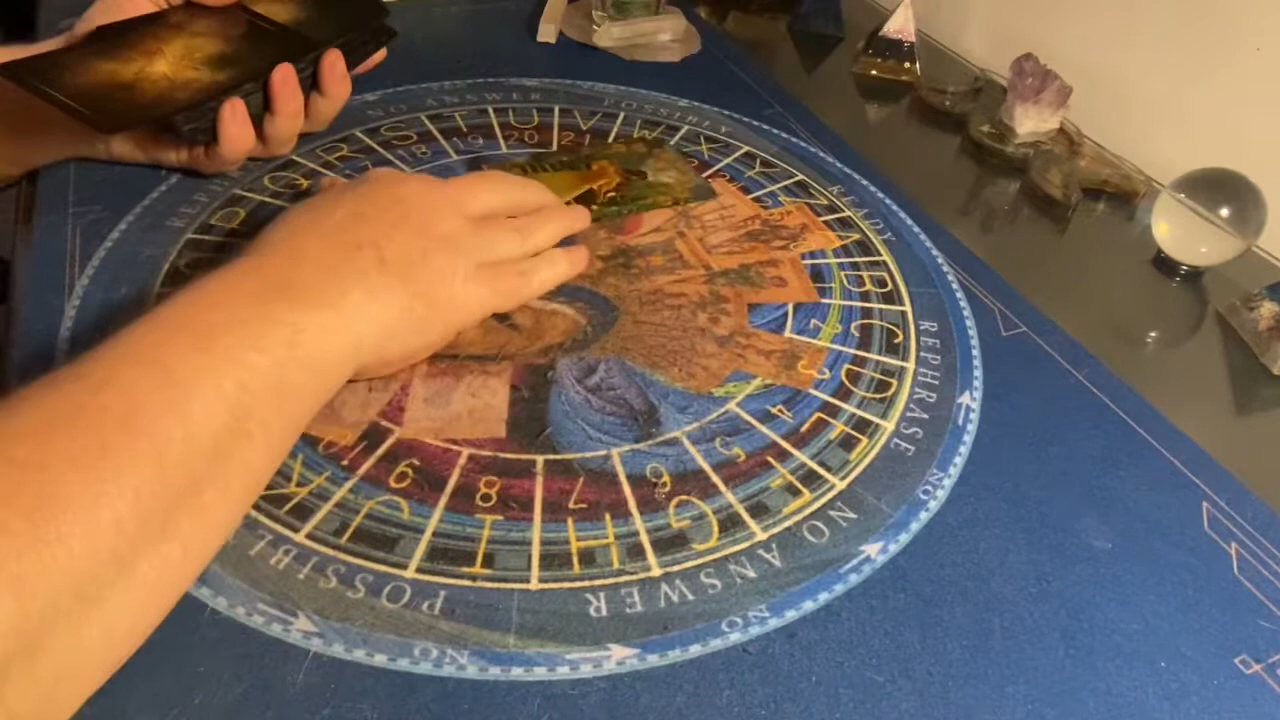 NO ANSWER
POSSIBLY
READY
REPHRASE
NO
NO ANSWER
NO
POSSIBL
NO
P Q R S T U V W X Y Z A B C D
G H I J K
18 19 20 21
2 3 4 5 6 7 8 9 10